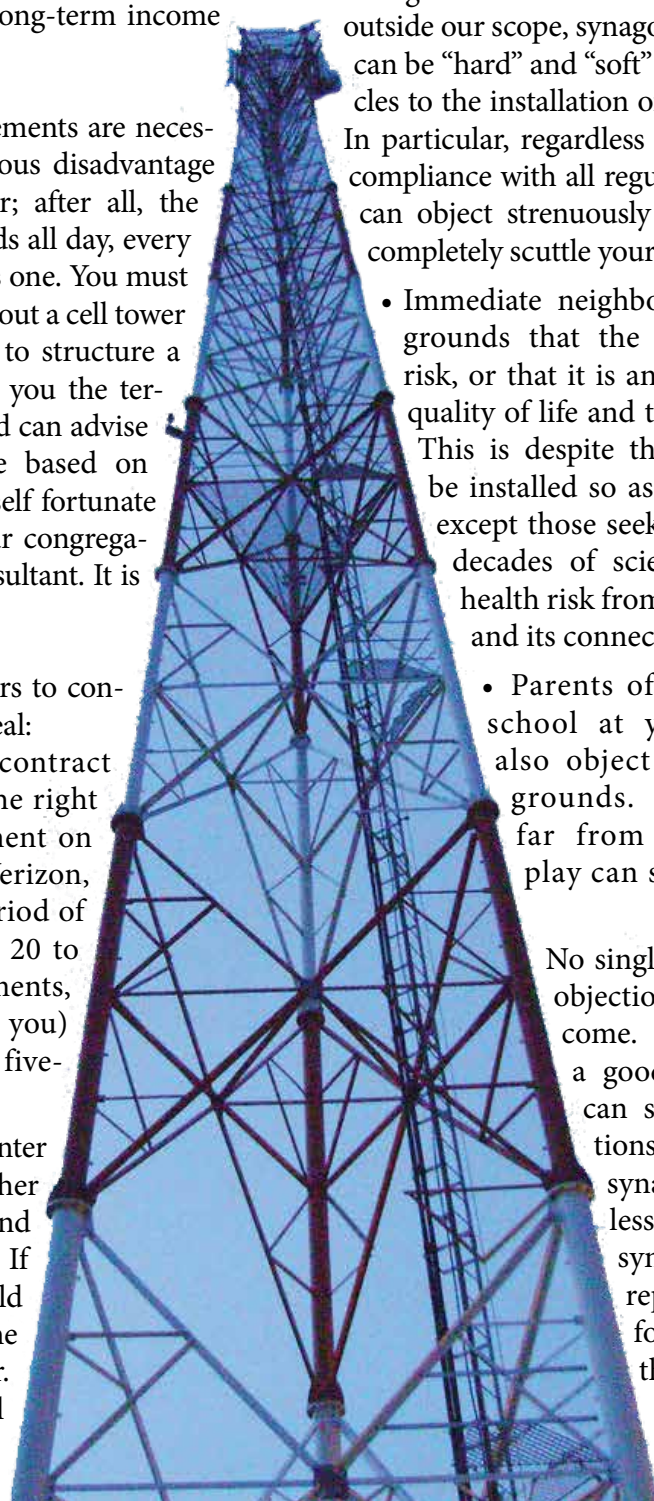 ong-term income
ements are neces-
ous disadvantage
r; after all, the
ds all day, every
s one. You must
out a cell tower
to structure a
you the ter-
d can advise
e based on
self fortunate
ur congrega-
sultant. It is
rs to con-
eal:
contract
ne right
ment on
Verizon,
riod of
20 to
nents,
you)
five-
nter
her
nd
If
ld
ne
r.
l
outside our scope, synago
can be “hard” and “soft”
cles to the installation o
In particular, regardless
compliance with all regu
can object strenuously
completely scuttle your
• Immediate neighbo
grounds that the
risk, or that it is an
quality of life and t
This is despite th
be installed so as
except those seek
decades of scie
health risk from
and its connec
• Parents of
school at y
also object
grounds.
far from
play can s
No singl
objectio
come.
a good
can s
tions
syna
less
syn
rep
fo
th